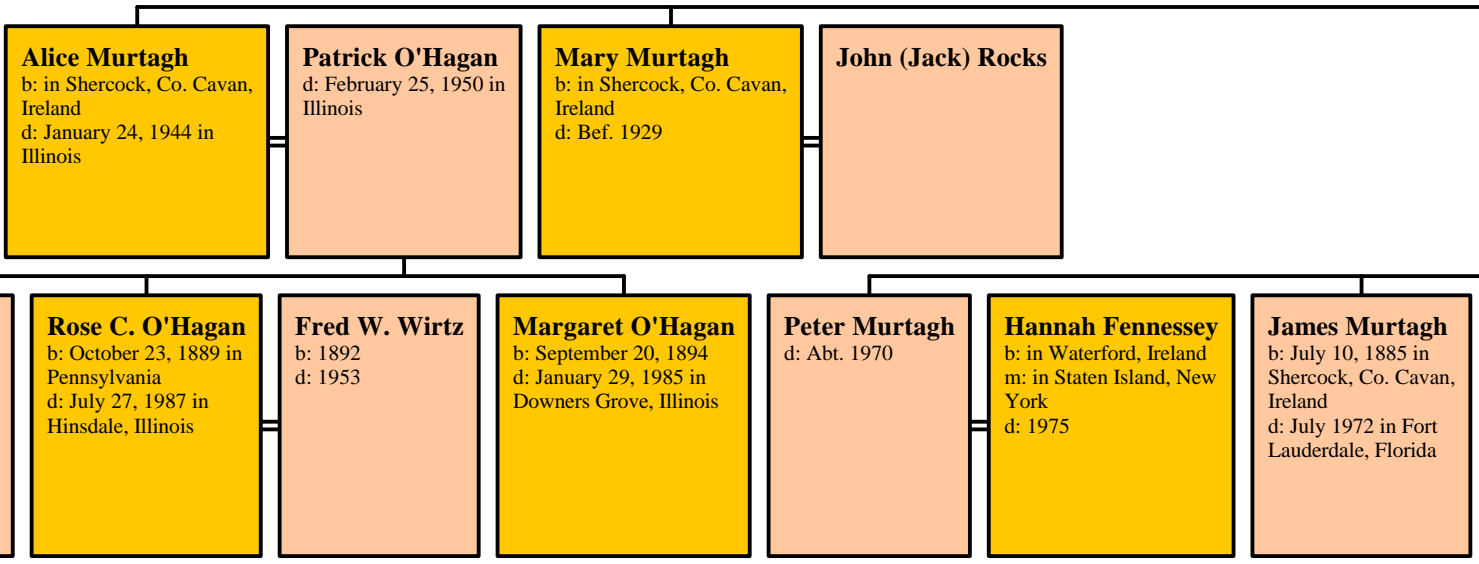 Alice Murtagh
b: in Shercock, Co. Cavan,
Ireland
d: January 24, 1944 in
Illinois
Patrick O'Hagan
d: February 25, 1950 in
Illinois
Mary Murtagh
b: in Shercock, Co. Cavan,
Ireland
d: Bef. 1929
John (Jack) Rocks
Rose C. O'Hagan
b: October 23, 1889 in
Pennsylvania
d: July 27, 1987 in
Hinsdale, Illinois
Fred W. Wirtz
b: 1892
d: 1953
Margaret O'Hagan
b: September 20, 1894
d: January 29, 1985 in
Downers Grove, Illinois
Peter Murtagh
d: Abt. 1970
Hannah Fennessey
b: in Waterford, Ireland
m: in Staten Island, New
York
d: 1975
James Murtagh
b: July 10, 1885 in
Shercock, Co. Cavan,
Ireland
d: July 1972 in Fort
Lauderdale, Florida